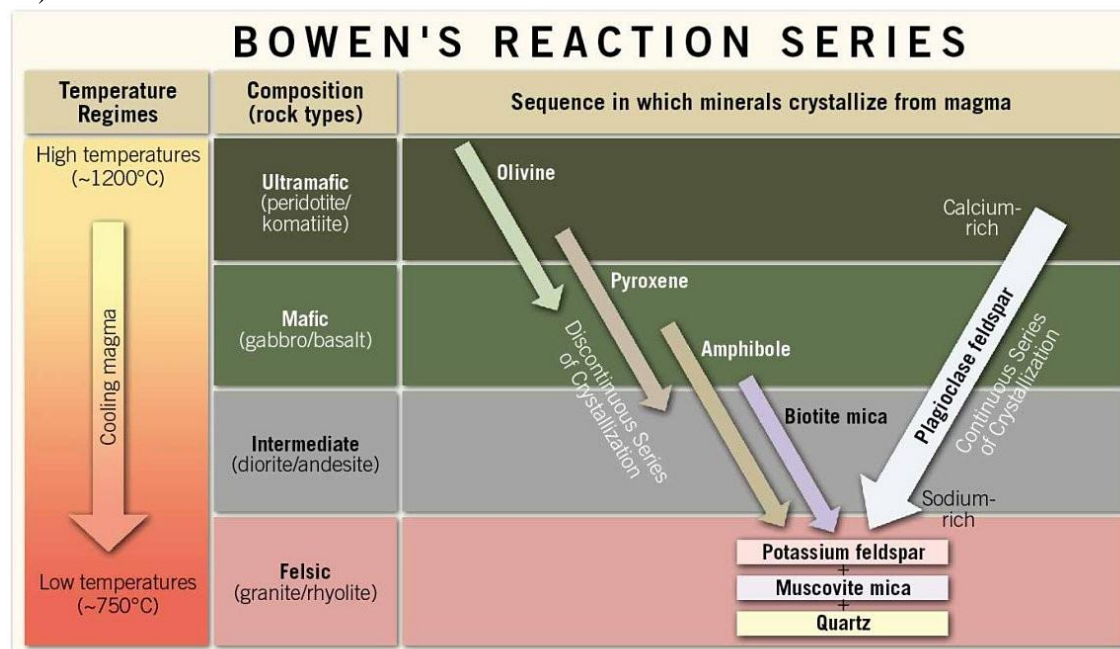 BOWEN'S REACTION SERIES
Temperature
Regimes
Composition
(rock types)
Sequence in which minerals crystallize from magma
High temperatures
(~1200°C)
Cooling magma
Low temperatures
(~750°C)
Ultramafic
(peridotite/
komatiite)
Mafic
(gabbro/basalt)
Intermediate
(diorite/andesite)
Felsic
(granite/rhyolite)
Olivine
Pyroxene
Amphibole
Biotite mica
Discontinuous Series
of Crystallization
Calcium-
rich
Plagioclase feldspar
Continuous Series
of Crystallization
Sodium-
rich
Potassium feldspar
+
Muscovite mica
+
Quartz